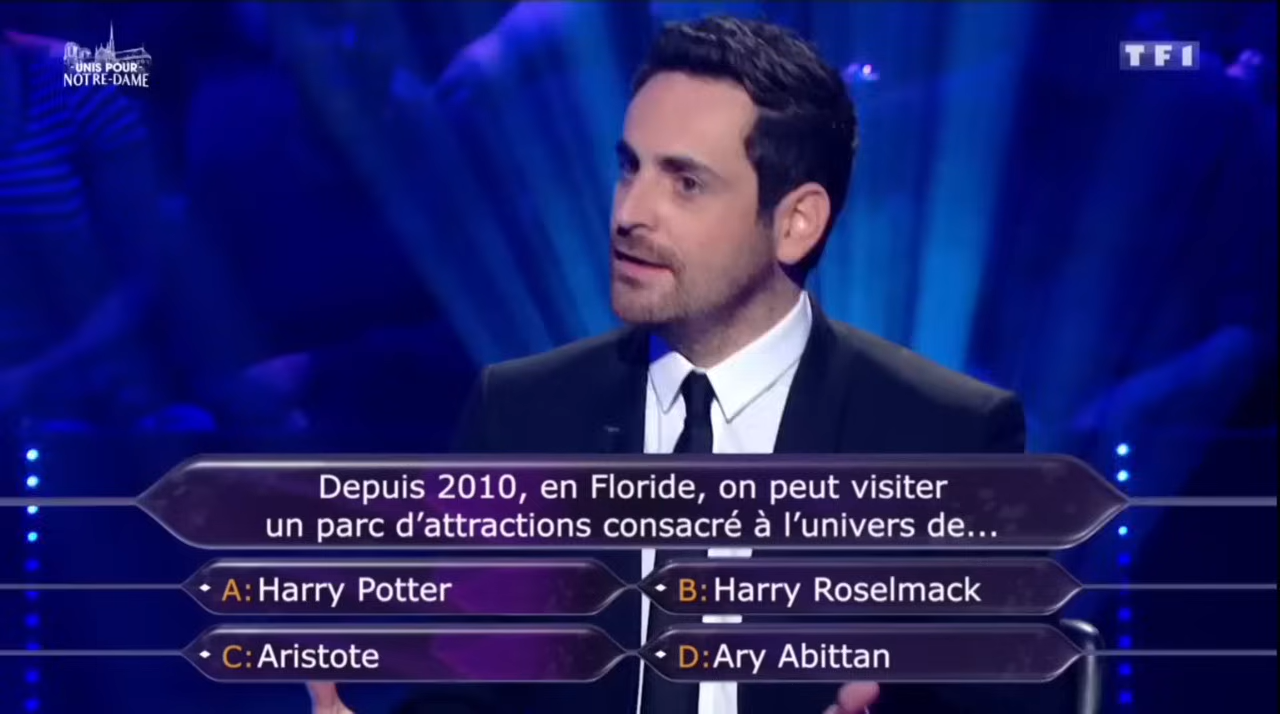 UNIS POUR
NOTRE-DAME
TF1
Depuis 2010, en Floride, on peut visiter
un parc d'attractions consacré à l'univers de...
A: Harry Potter
B: Harry Roselmack
C: Aristote
D: Ary Abittan